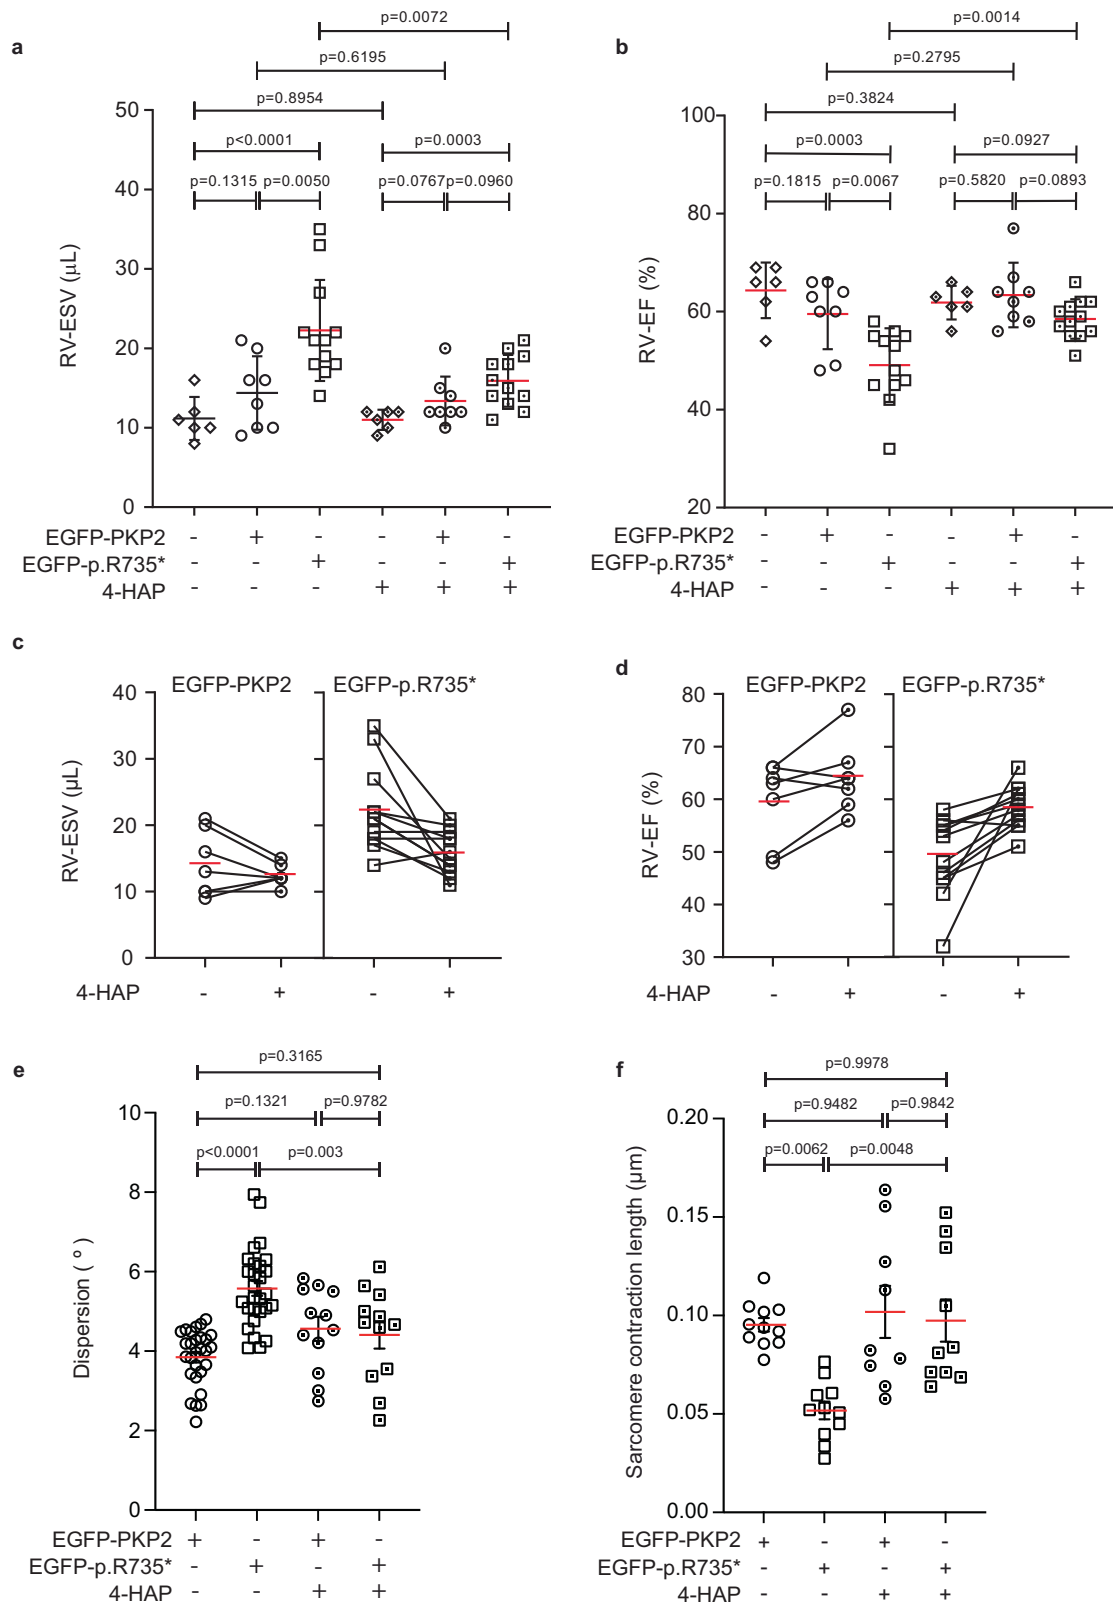 a
p=0.0072
p=0.6195
p=0.8954
p<0.0001 p=0.0003
p=0.1315 p=0.0050 p=0.0767 p=0.0960
50
40
30
20
10
0
RV-ESV (μL)
EGFP-PKP2 - + - - + -
EGFP-p.R735* - - + - - +
4-HAP - - - + + +
b
p=0.0014
p=0.2795
p=0.3824
p=0.0003 p=0.0927
p=0.1815 p=0.0067 p=0.5820 p=0.0893
100
80
60
40
20
RV-EF (%)
EGFP-PKP2 - + - - + -
EGFP-p.R735* - - + - - +
4-HAP - - - + + +
c
EGFP-PKP2 EGFP-p.R735*
40
30
20
10
0
RV-ESV (μL)
4-HAP - + - +
d
EGFP-PKP2 EGFP-p.R735*
80
70
60
50
40
30
RV-EF (%)
4-HAP - + - +
e
p=0.3165
p=0.1321 p=0.9782
p<0.0001 p=0.003
10
8
6
4
2
0
Dispersion ( ° )
EGFP-PKP2 + - + -
EGFP-p.R735* - + - +
4-HAP - - + +
f
p=0.9978
p=0.9482 p=0.9842
p=0.0062 p=0.0048
0.20
0.15
0.10
0.05
0.00
Sarcomere contraction length (μm)
EGFP-PKP2 + - + -
EGFP-p.R735* - + - +
4-HAP - - + +